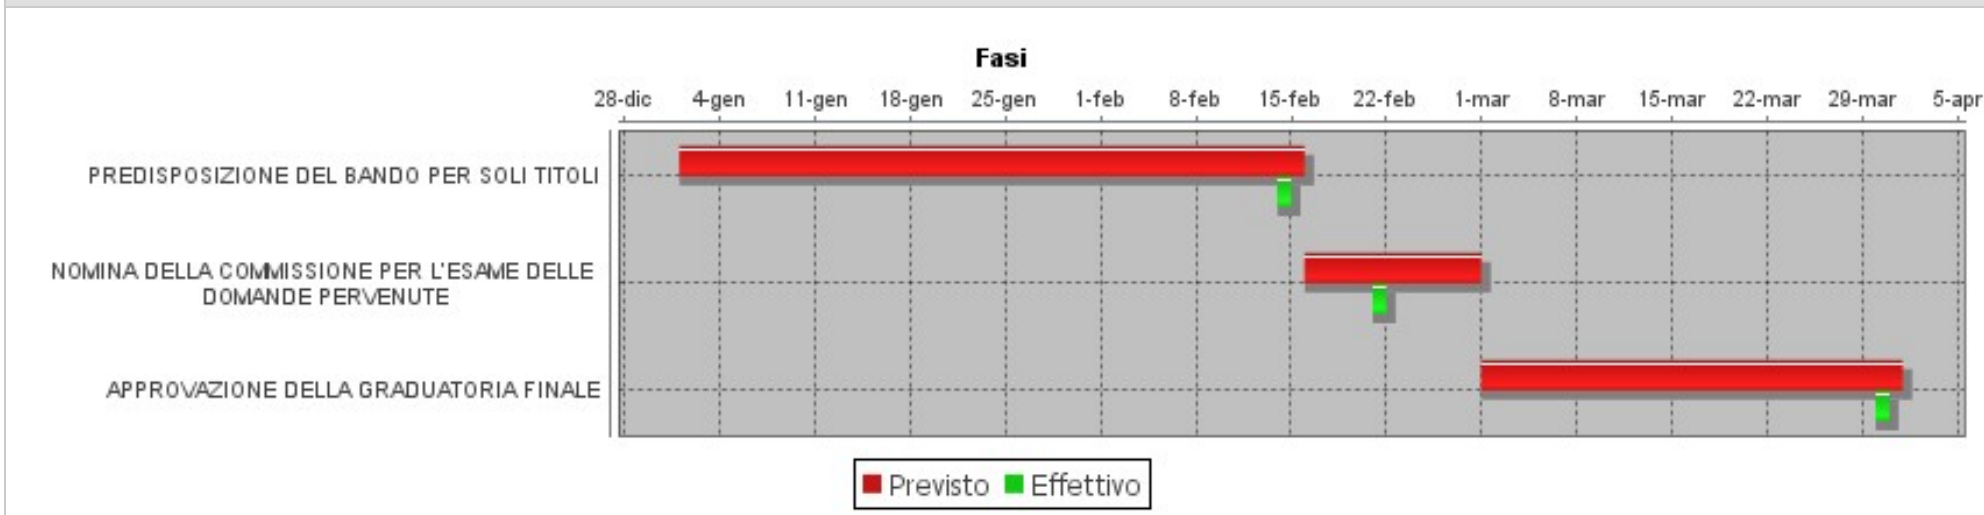 Fasi
28-dic 4-gen 11-gen 18-gen 25-gen 1-feb 8-feb 15-feb 22-feb 1-mar 8-mar 15-mar 22-mar 29-mar 5-apr
PREDISPOSIZIONE DEL BANDO PER SOLI TITOLI
NOMINA DELLA COMMISSIONE PER L'ESAME DELLE
DOMANDE PERVENUTE
APPROVAZIONE DELLA GRADUATORIA FINALE
Previsto Effettivo